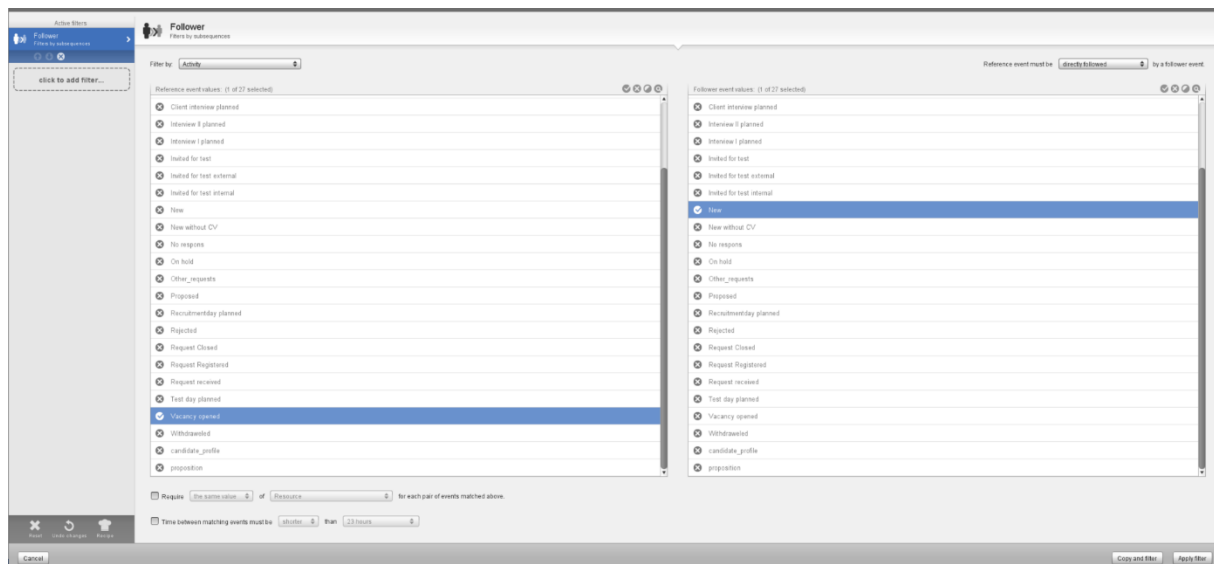 Active filters
Follower
Filters by subsequences
click to add filter...
Reset
Undo changes
Recipe
Follower
Filters by subsequences
Filter by: Activity
Reference event must be directly followed by a follower event.
Reference event values: (1 of 27 selected)
Client interview planned
Interview II planned
Interview I planned
Invited for test
Invited for test external
Invited for test internal
New
New without CV
No respons
On hold
Other_requests
Proposed
Recruitmentday planned
Rejected
Request Closed
Request Registered
Request received
Test day planned
Vacancy opened
Withdraweled
candidate_profile
proposition
Follower event values: (1 of 27 selected)
Client interview planned
Interview II planned
Interview I planned
Invited for test
Invited for test external
Invited for test internal
New
New without CV
No respons
On hold
Other_requests
Proposed
Recruitmentday planned
Rejected
Request Closed
Request Registered
Request received
Test day planned
Vacancy opened
Withdraweled
candidate_profile
proposition
Require the same value of Resource for each pair of events matched above.
Time between matching events must be shorter than 23 hours
Cancel
Copy and filter
Apply filter